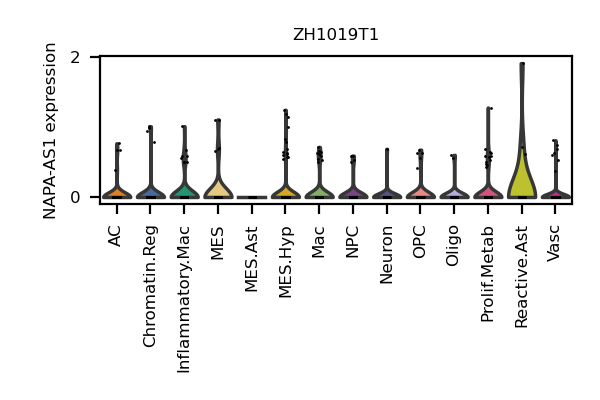 ZH1019T1
NAPA-AS1 expression
2
0
AC
Chromatin.Reg
Inflammatory.Mac
MES
MES.Ast
MES.Hyp
Mac
NPC
Neuron
OPC
Oligo
Prolif.Metab
Reactive.Ast
Vasc